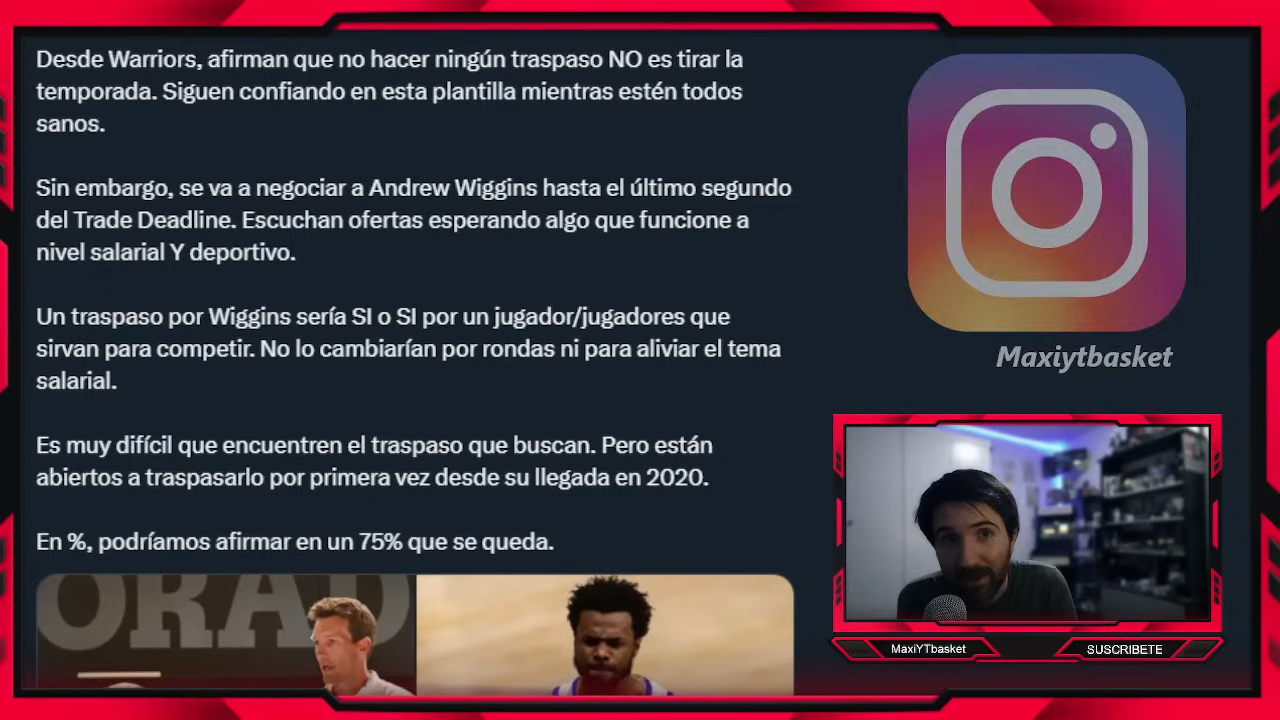 Desde Warriors, afirman que no hacer ningún traspaso NO es tirar la
temporada. Siguen confiando en esta plantilla mientras estén todos
sanos.
Sin embargo, se va a negociar a Andrew Wiggins hasta el último segundo
del Trade Deadline. Escuchan ofertas esperando algo que funcione a
nivel salarial Y deportivo.
Un traspaso por Wiggins sería SI o SI por un jugador/jugadores que
sirvan para competir. No lo cambiarían por rondas ni para aliviar el tema
salarial.
Es muy difícil que encuentren el traspaso que buscan. Pero están
abiertos a traspasarlo por primera vez desde su llegada en 2020.
En %, podríamos afirmar en un 75% que se queda.
ORAD
Maxiytbasket
MaxiYTbasket
SUSCRIBETE